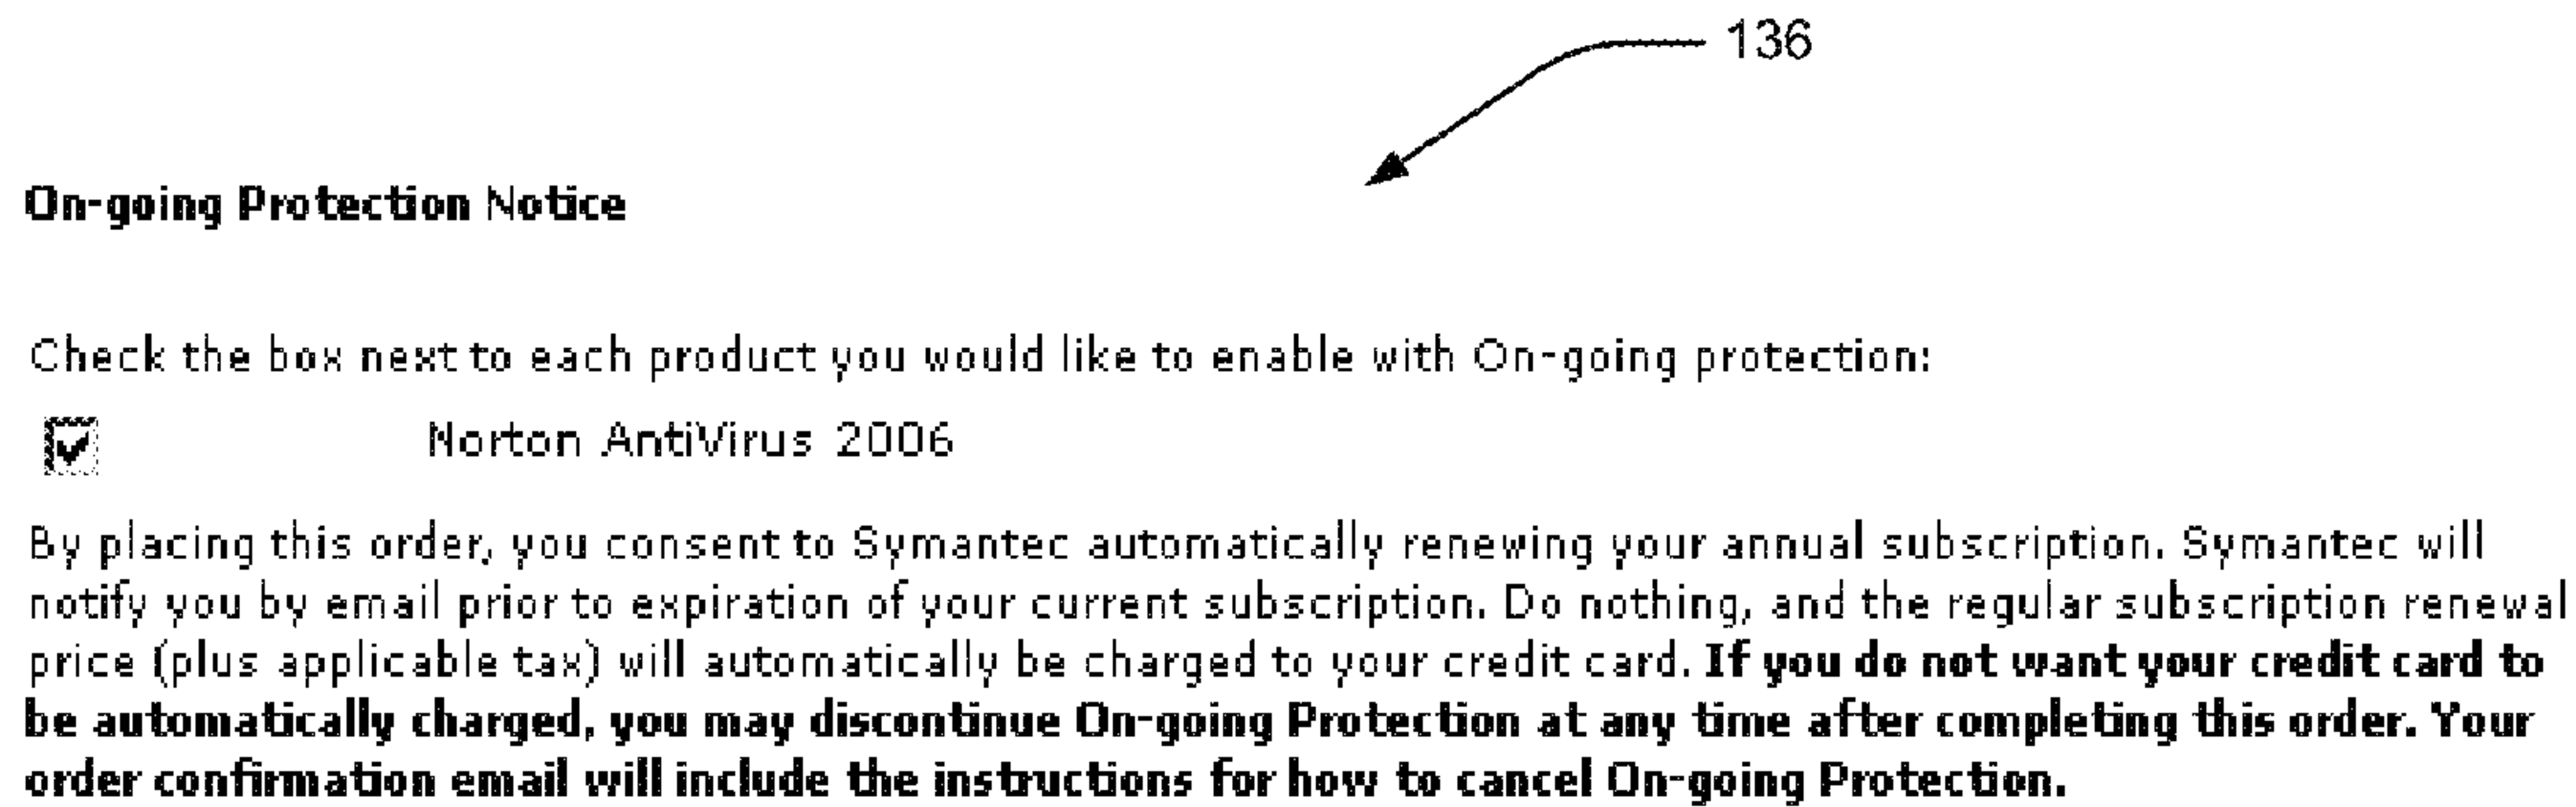 136
On-going Protection Notice
Check the box next to each product you would like to enable with On-going protection:
Norton AntiVirus 2006
By placing this order, you consent to Symantec automatically renewing your annual subscription. Symantec will
notify you by email prior to expiration of your current subscription. Do nothing, and the regular subscription renewal
price (plus applicable tax) will automatically be charged to your credit card. If you do not want your credit card to
be automatically charged, you may discontinue On-going Protection at any time after completing this order. Your
order confirmation email will include the instructions for how to cancel On-going Protection.